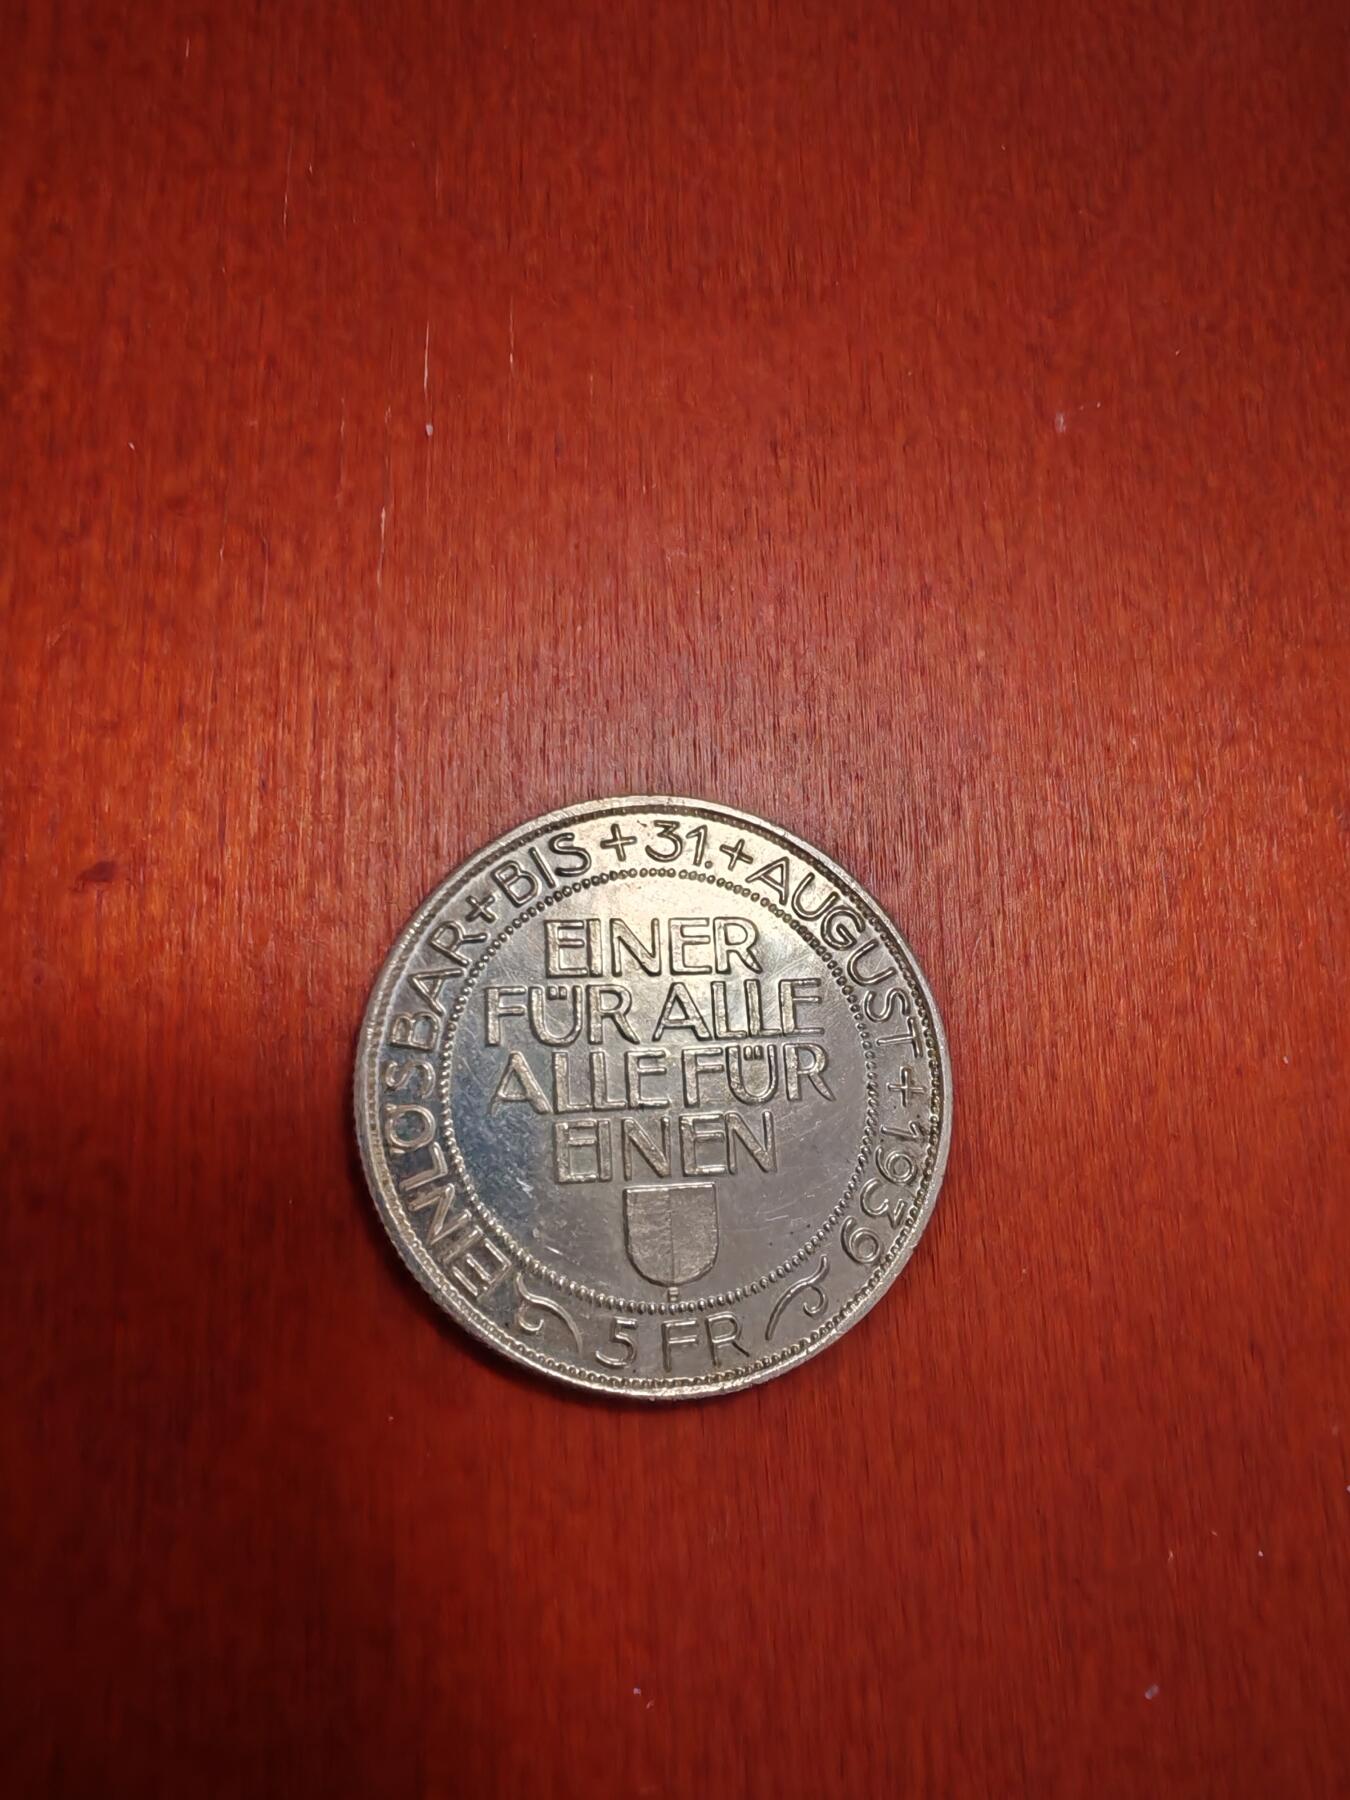 EINLÖSBAR + BIS + 31. + AUGUST + 1939
EINER
FÜR ALLE
ALLE FÜR
EINEN
B
5 FR